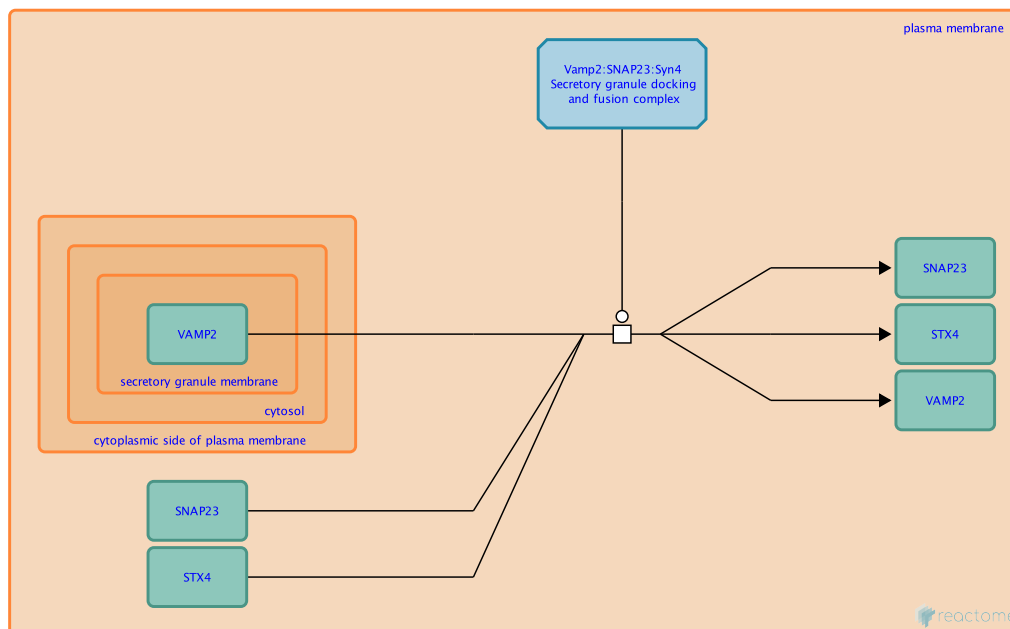 plasma membrane
Vamp2:SNAP23:Syn4
Secretory granule docking
and fusion complex
SNAP23
VAMP2
STX4
secretory granule membrane
VAMP2
cytosol
cytoplasmic side of plasma membrane
SNAP23
STX4
reactome